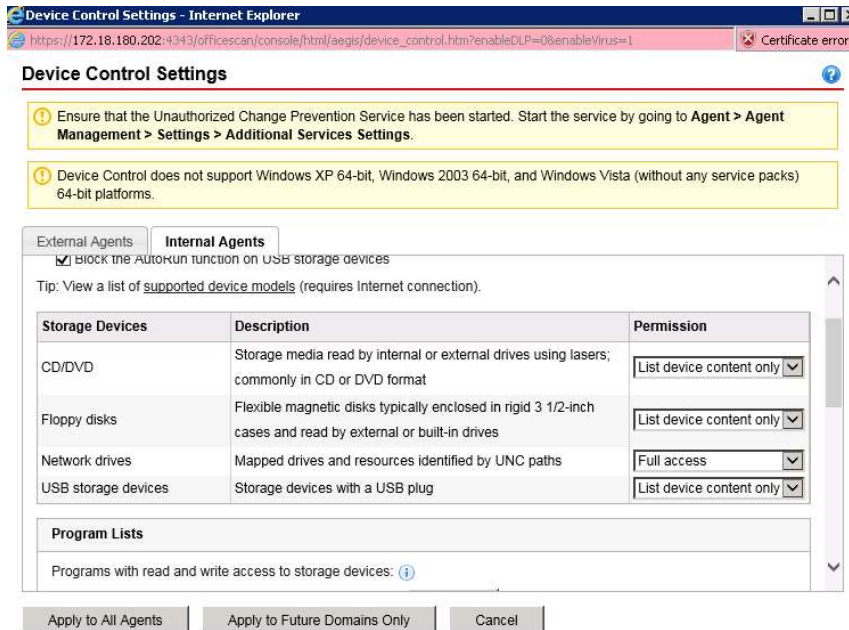 Device Control Settings - Internet Explorer
https://172.18.180.202:4343/officescan/console/html/aegis/device_control.htm?enableDLP=0&enableVirus=1
Certificate error
Device Control Settings
Ensure that the Unauthorized Change Prevention Service has been started. Start the service by going to Agent > Agent
Management > Settings > Additional Services Settings.
Device Control does not support Windows XP 64-bit, Windows 2003 64-bit, and Windows Vista (without any service packs)
64-bit platforms.
External Agents
Internal Agents
Block the AutoRun function on USB storage devices
Tip: View a list of supported device models (requires Internet connection).
Storage Devices
Description
Permission
CD/DVD
Storage media read by internal or external drives using lasers;
commonly in CD or DVD format
List device content only
Floppy disks
Flexible magnetic disks typically enclosed in rigid 3 1/2-inch
cases and read by external or built-in drives
List device content only
Network drives
Mapped drives and resources identified by UNC paths
Full access
USB storage devices
Storage devices with a USB plug
List device content only
Program Lists
Programs with read and write access to storage devices:
Apply to All Agents
Apply to Future Domains Only
Cancel